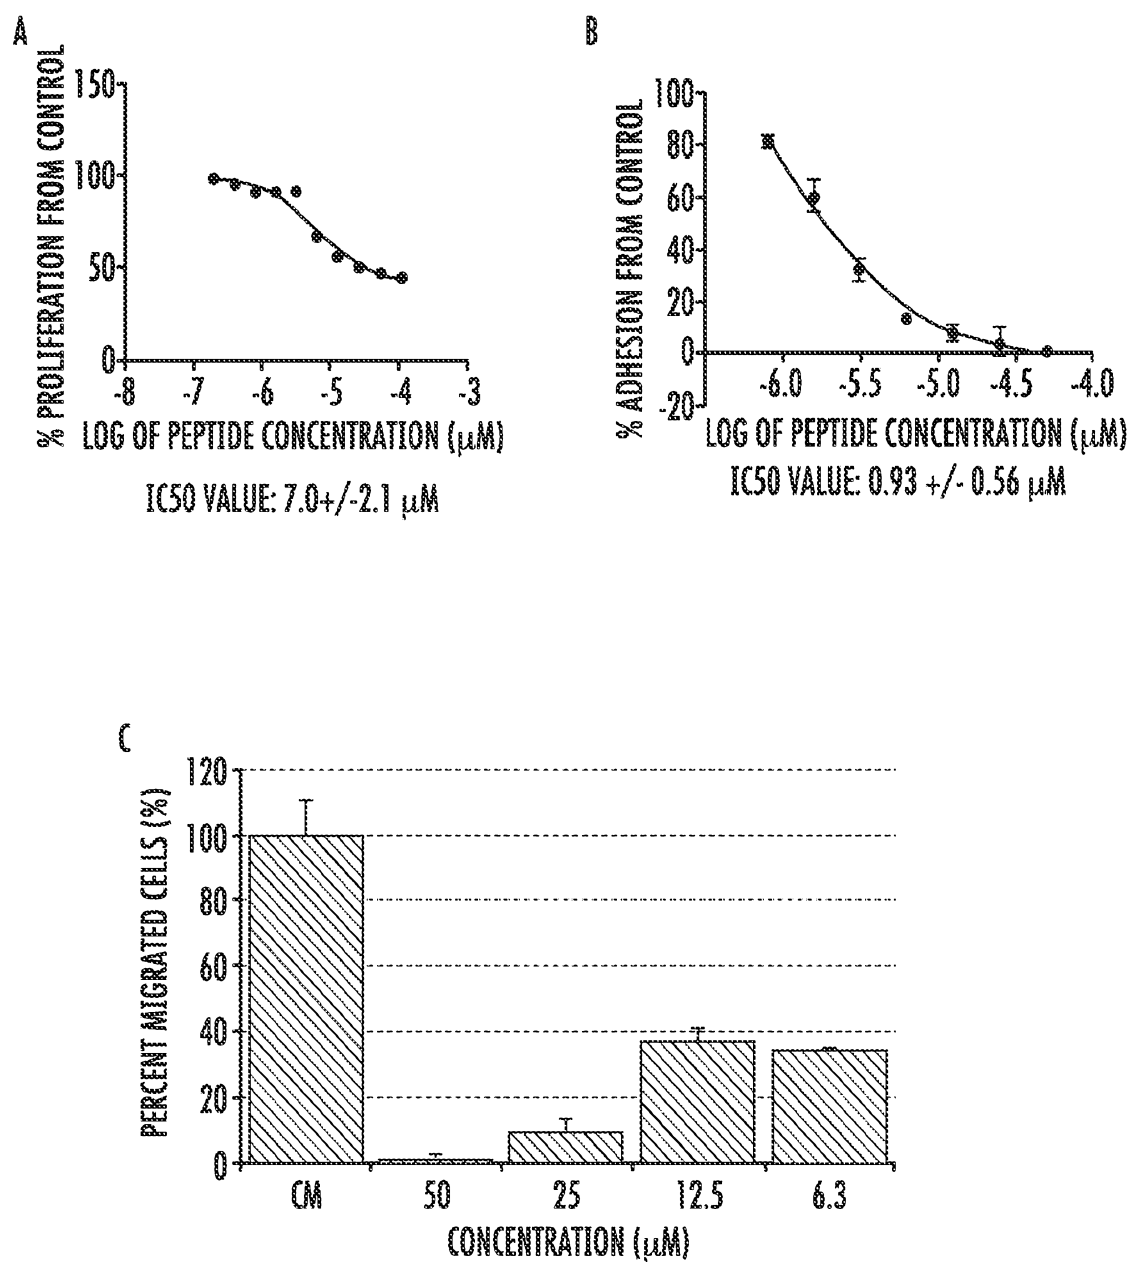 A
% PROLIFERATION FROM CONTROL
150
100
50
0
-8 -7 -6 -5 -4 -3
LOG OF PEPTIDE CONCENTRATION (μM)
IC50 VALUE: 7.0+/-2.1 μM
B
% ADHESION FROM CONTROL
100
80
60
40
20
0
-20
-6.0 -5.5 -5.0 -4.5 -4.0
LOG OF PEPTIDE CONCENTRATION (μM)
IC50 VALUE: 0.93 +/- 0.56 μM
C
PERCENT MIGRATED CELLS (%)
120
100
80
60
40
20
0
CM 50 25 12.5 6.3
CONCENTRATION (μM)